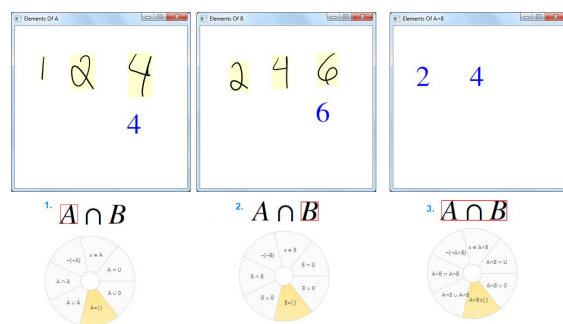 Elements Of A
1 2 4
4
Elements Of B
2 4 6
6
Elements Of A∩B
2 4
1. A ∩ B
¬(¬A) x ∈ A
A ∩ A A ∩ U
A ∪ A A ∪ 0
A={}
2. A ∩ B
¬(¬B) x ∈ B
B ∩ B B ∩ U
B ∪ B B ∪ 0
B={}
3. A ∩ B
¬(¬A∩B) x ∈ A∩B
A∩B ∩ A∩B A∩B ∩ U
A∩B ∪ A∩B A∩B ∪ 0
A∩B={}